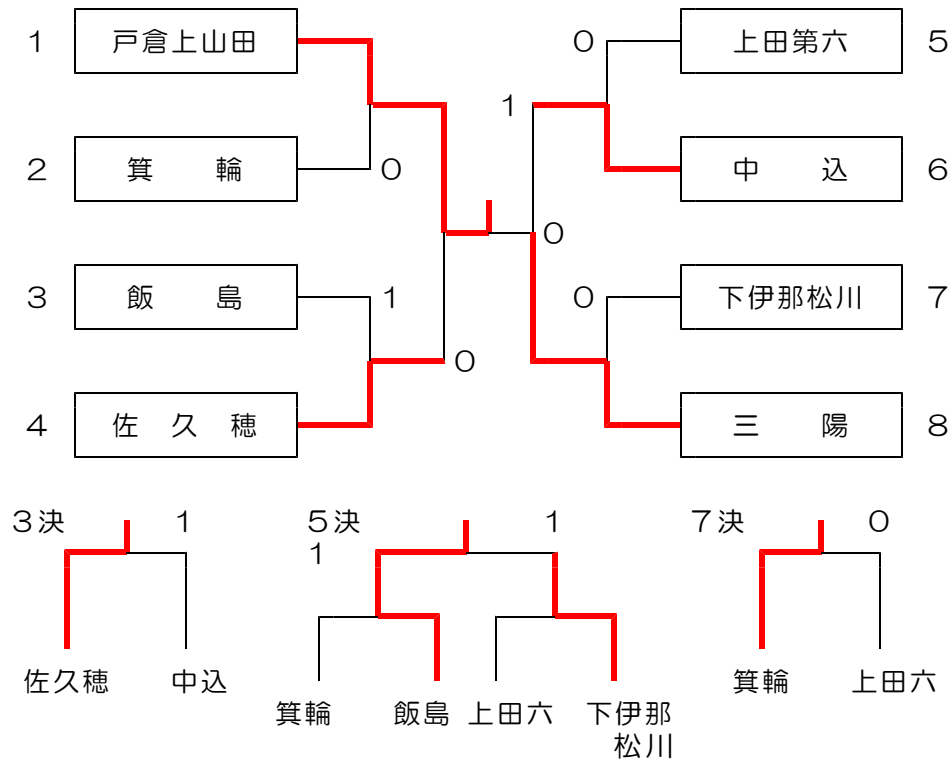 1 戸倉上山田 0 上田第六 5
1
2 箕　　輪 0 中　　込 6
0
3 飯　　島 1 0 下伊那松川 7
0
4 佐　久　穂 三　　陽 8
３決 1 ５決 1 ７決 0
1
佐久穂 中込 箕輪 上田六
箕輪 飯島 上田六 下伊那
松川